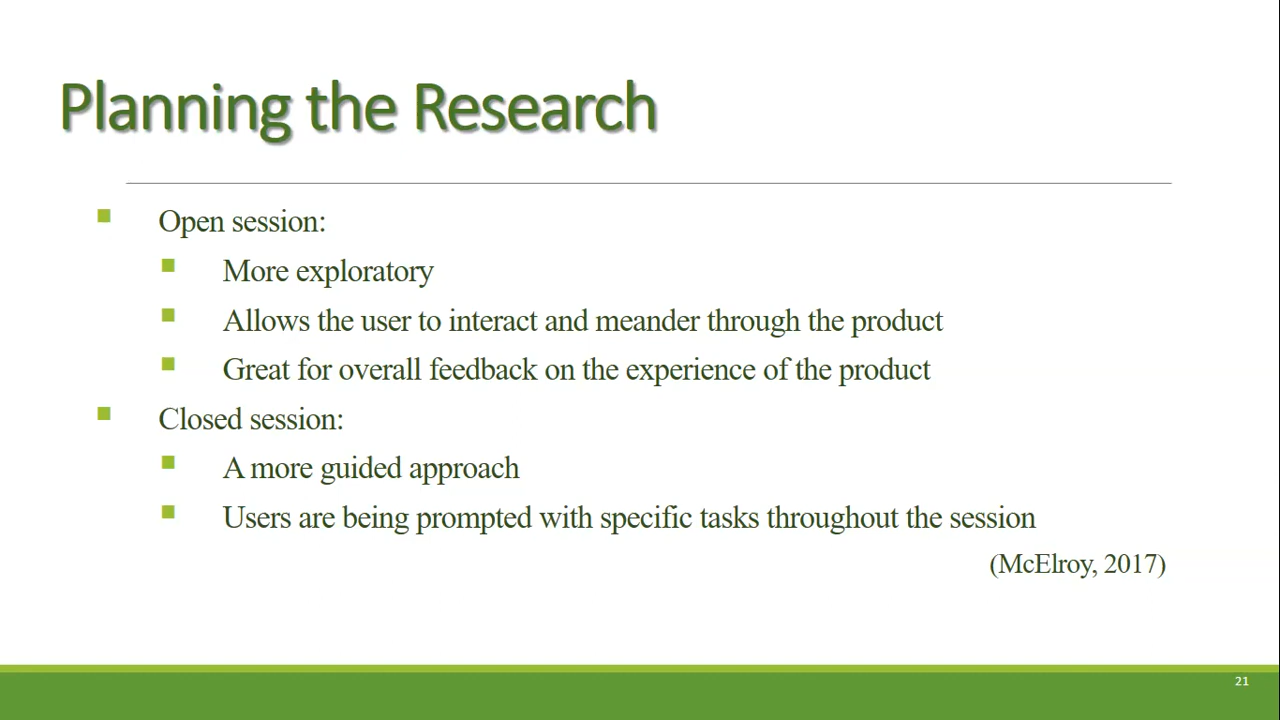 Planning the Research
Open session:
More exploratory
Allows the user to interact and meander through the product
Great for overall feedback on the experience of the product
Closed session:
A more guided approach
Users are being prompted with specific tasks throughout the session
(McElroy, 2017)
21